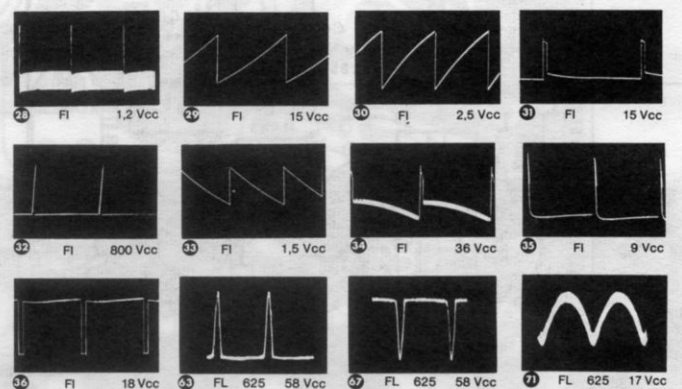 28 FI 1,2 Vcc
29 FI 15 Vcc
30 FI 2,5 Vcc
31 FI 15 Vcc
32 FI 800 Vcc
33 FI 1,5 Vcc
34 FI 36 Vcc
35 FI 9 Vcc
36 FI 18 Vcc
63 FL 625 58 Vcc
67 FL 625 58 Vcc
71 FL 625 17 Vcc